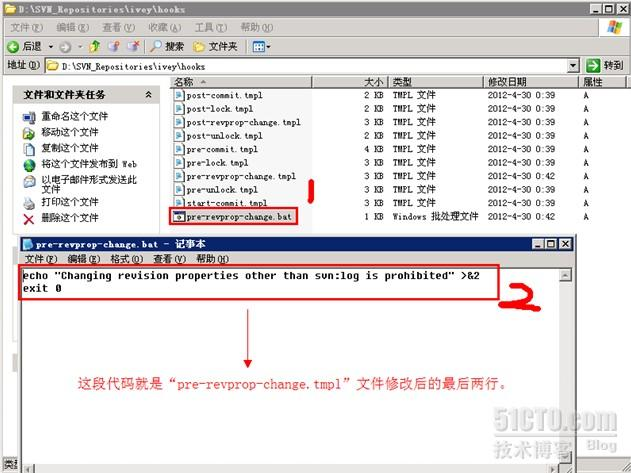 D:\SVN_Repositories\ivey\hooks
文件(F) 编辑(E) 查看(V) 收藏(A) 工具(T) 帮助(H)
后退 搜索 文件夹
地址(D) D:\SVN_Repositories\ivey\hooks 转到
文件和文件夹任务
重命名这个文件
移动这个文件
复制这个文件
将这个文件发布到 Web
以电子邮件形式发送此
文件
打印这个文件
删除这个文件
名称 大小 类型 修改日期 属性
post-commit.tmpl 2 KB TMPL 文件 2012-4-30 0:39 A
post-lock.tmpl 2 KB TMPL 文件 2012-4-30 0:39 A
post-revprop-change.tmpl 3 KB TMPL 文件 2012-4-30 0:39 A
post-unlock.tmpl 2 KB TMPL 文件 2012-4-30 0:39 A
pre-commit.tmpl 4 KB TMPL 文件 2012-4-30 0:39 A
pre-lock.tmpl 3 KB TMPL 文件 2012-4-30 0:39 A
pre-revprop-change.tmpl 3 KB TMPL 文件 2012-4-30 0:42 A
pre-unlock.tmpl 3 KB TMPL 文件 2012-4-30 0:39 A
start-commit.tmpl 3 KB TMPL 文件 2012-4-30 0:39 A
pre-revprop-change.bat 1 KB Windows 批处理文件 2012-4-30 0:42 A
1
pre-revprop-change.bat - 记事本
文件(F) 编辑(E) 格式(O) 查看(V) 帮助(H)
echo "Changing revision properties other than svn:log is prohibited" >&2
exit 0
2
这段代码就是“pre-revprop-change.tmpl”文件修改后的最后两行。
51CTO.com
技术博客 Blog